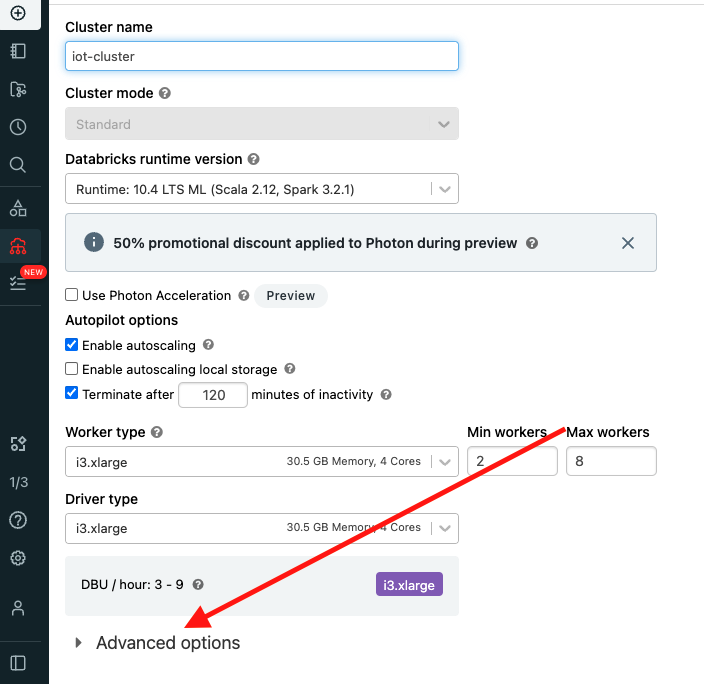 Cluster name
iot-cluster
Cluster mode ?
Standard
Databricks runtime version ?
Runtime: 10.4 LTS ML (Scala 2.12, Spark 3.2.1)
i 50% promotional discount applied to Photon during preview ?
Use Photon Acceleration ? Preview
Autopilot options
Enable autoscaling ?
NEW
Enable autoscaling local storage ?
Terminate after 120 minutes of inactivity ?
Worker type ? Min workers Max workers
i3.xlarge 30.5 GB Memory, 4 Cores 2 8
1/3
Driver type
i3.xlarge 30.5 GB Memory, 4 Cores
DBU / hour: 3 - 9 ? i3.xlarge
Advanced options